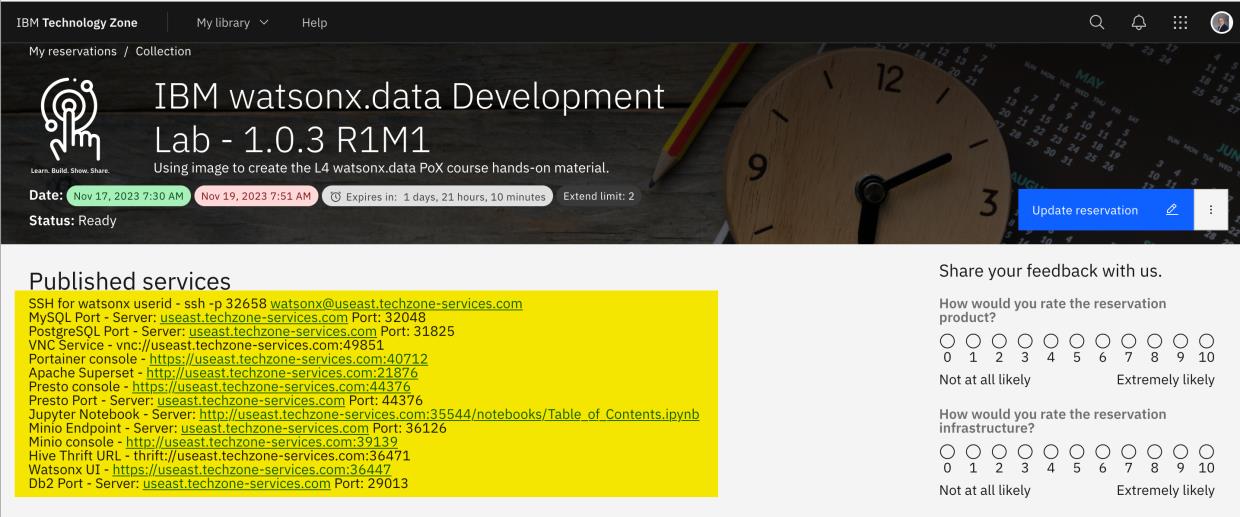 IBM Technology Zone
My library
Help
My reservations / Collection
Learn. Build. Show. Share.
IBM watsonx.data Development
Lab - 1.0.3 R1M1
Using image to create the L4 watsonx.data PoX course hands-on material.
Date: Nov 17, 2023 7:30 AM Nov 19, 2023 7:51 AM Expires in: 1 days, 21 hours, 10 minutes Extend limit: 2
Status: Ready
12
9
3
MAY
SUN MON TUE WED THU FRI
JUN
AUGUS
Update reservation
Published services
SSH for watsonx userid - ssh -p 32658 watsonx@useast.techzone-services.com
MySQL Port - Server: useast.techzone-services.com Port: 32048
PostgreSQL Port - Server: useast.techzone-services.com Port: 31825
VNC Service - vnc://useast.techzone-services.com:49851
Portainer console - https://useast.techzone-services.com:40712
Apache Superset - http://useast.techzone-services.com:21876
Presto console - https://useast.techzone-services.com:44376
Presto Port - Server: useast.techzone-services.com Port: 44376
Jupyter Notebook - Server: http://useast.techzone-services.com:35544/notebooks/Table_of_Contents.ipynb
Minio Endpoint - Server: useast.techzone-services.com Port: 36126
Minio console - http://useast.techzone-services.com:39139
Hive Thrift URL - thrift://useast.techzone-services.com:36471
Watsonx UI - https://useast.techzone-services.com:36447
Db2 Port - Server: useast.techzone-services.com Port: 29013
Share your feedback with us.
How would you rate the reservation
product?
0 1 2 3 4 5 6 7 8 9 10
Not at all likely Extremely likely
How would you rate the reservation
infrastructure?
0 1 2 3 4 5 6 7 8 9 10
Not at all likely Extremely likely